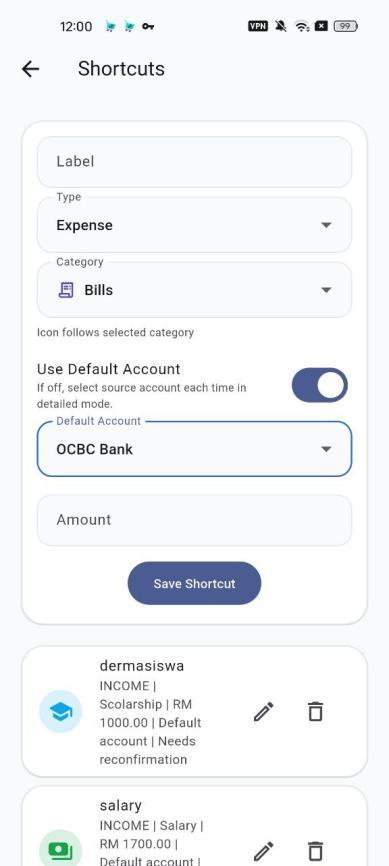 12:00
VPN
99
Shortcuts
Label
Type
Expense
Category
Bills
Icon follows selected category
Use Default Account
If off, select source account each time in
detailed mode.
Default Account
OCBC Bank
Amount
Save Shortcut
dermasiswa
INCOME |
Scolarship | RM
1000.00 | Default
account | Needs
reconfirmation
salary
INCOME | Salary |
RM 1700.00 |
Default account |